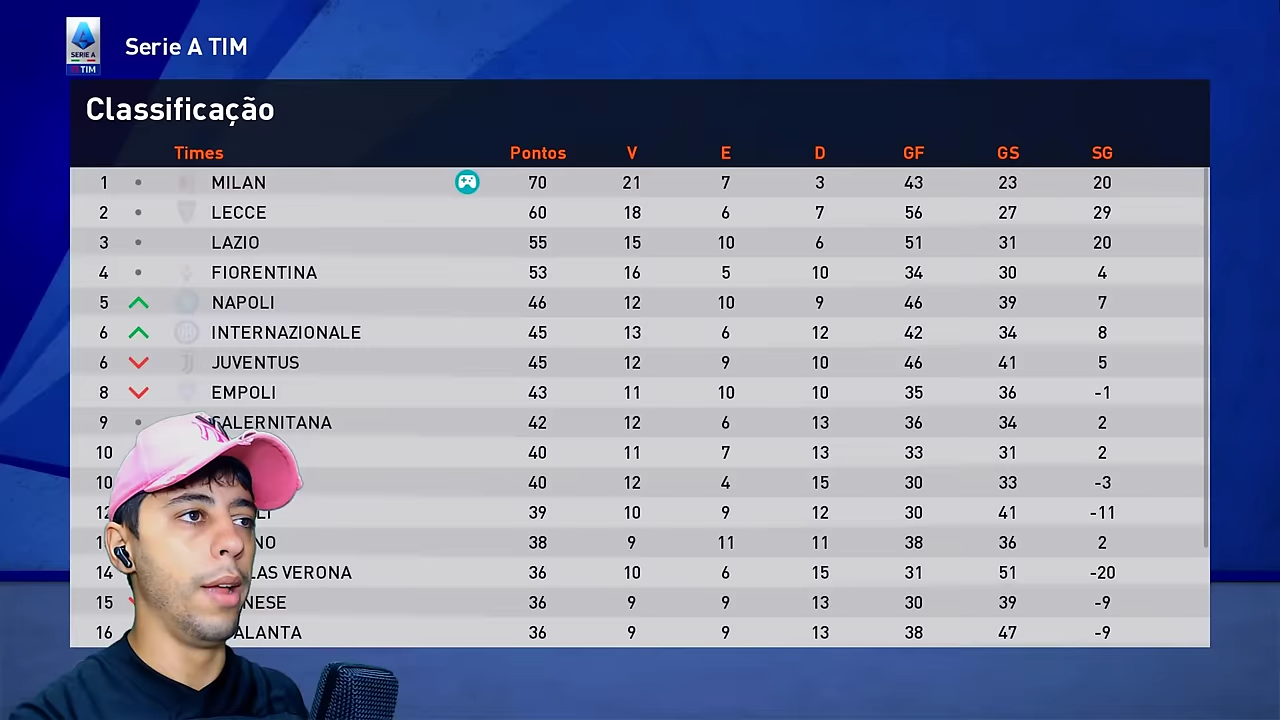 SERIE A
TIM
Serie A TIM
Classificação
Times Pontos V E D GF GS SG
1 MILAN 70 21 7 3 43 23 20
2 LECCE 60 18 6 7 56 27 29
3 LAZIO 55 15 10 6 51 31 20
4 FIORENTINA 53 16 5 10 34 30 4
5 NAPOLI 46 12 10 9 46 39 7
6 INTERNAZIONALE 45 13 6 12 42 34 8
6 JUVENTUS 45 12 9 10 46 41 5
8 EMPOLI 43 11 10 10 35 36 -1
9 SALERNITANA 42 12 6 13 36 34 2
10 40 11 7 13 33 31 2
10 40 12 4 15 30 33 -3
12 39 10 9 12 30 41 -11
NO 38 9 11 11 38 36 2
14 LAS VERONA 36 10 6 15 31 51 -20
15 NESE 36 9 9 13 30 39 -9
16 ALANTA 36 9 9 13 38 47 -9